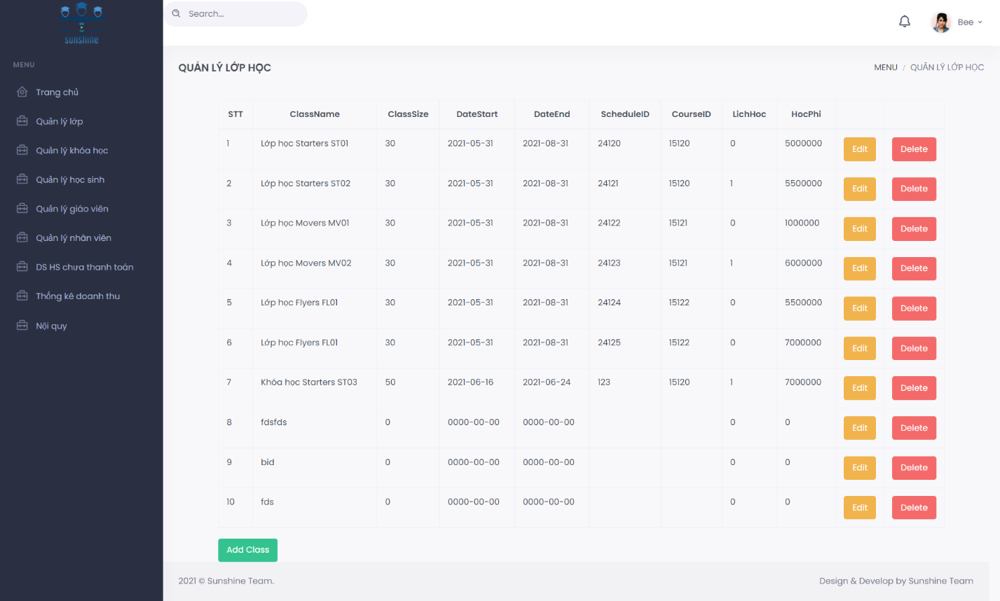 sunshine
Search...
Bee
MENU
Trang chủ
Quản lý lớp
Quản lý khóa học
Quản lý học sinh
Quản lý giáo viên
Quản lý nhân viên
DS HS chưa thanh toán
Thống kê doanh thu
Nội quy
QUẢN LÝ LỚP HỌC
MENU / QUẢN LÝ LỚP HỌC
STT ClassName ClassSize DateStart DateEnd ScheduleID CourseID LichHoc HocPhi
1 Lớp học Starters ST01 30 2021-05-31 2021-08-31 24120 15120 0 5000000 Edit Delete
2 Lớp học Starters ST02 30 2021-05-31 2021-08-31 24121 15120 1 5500000 Edit Delete
3 Lớp học Movers MV01 30 2021-05-31 2021-08-31 24122 15121 0 1000000 Edit Delete
4 Lớp học Movers MV02 30 2021-05-31 2021-08-31 24123 15121 1 6000000 Edit Delete
5 Lớp học Flyers FL01 30 2021-05-31 2021-08-31 24124 15122 0 5500000 Edit Delete
6 Lớp học Flyers FL01 30 2021-05-31 2021-08-31 24125 15122 0 7000000 Edit Delete
7 Khóa học Starters ST03 50 2021-06-16 2021-06-24 123 15120 1 7000000 Edit Delete
8 fdsfds 0 0000-00-00 0000-00-00 0 0 Edit Delete
9 bid 0 0000-00-00 0000-00-00 0 0 Edit Delete
10 fds 0 0000-00-00 0000-00-00 0 0 Edit Delete
Add Class
2021 © Sunshine Team.
Design & Develop by Sunshine Team